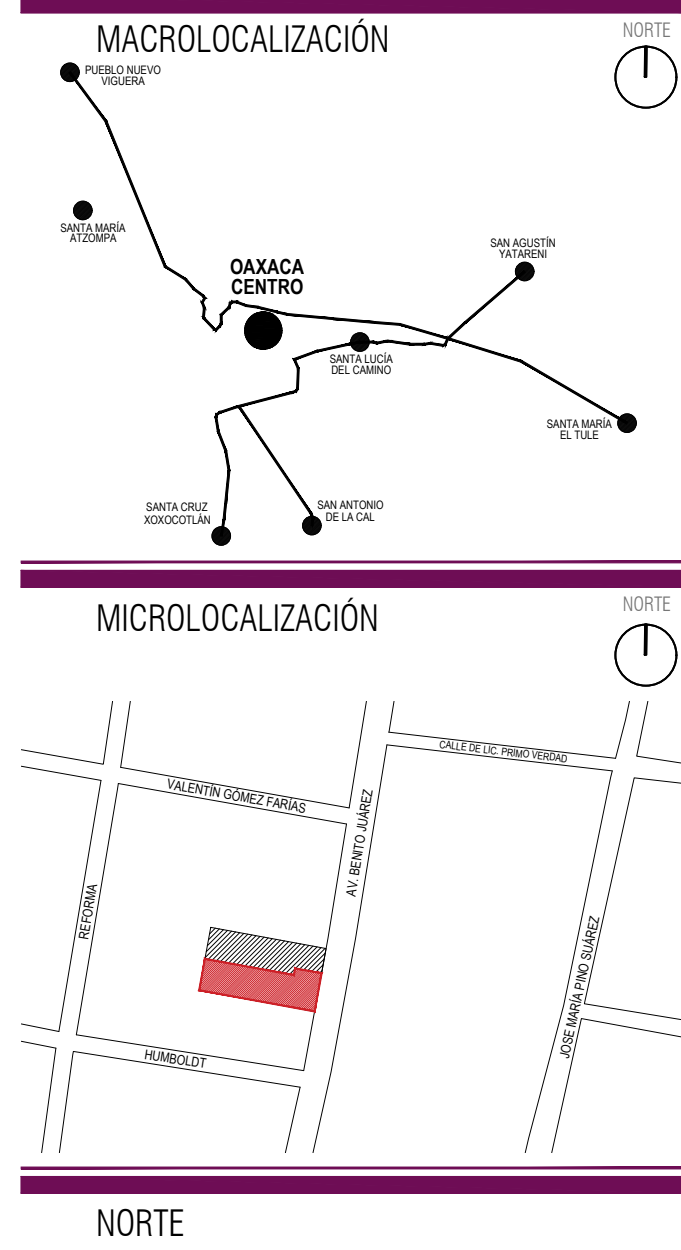 MACROLOCALIZACIÓN
NORTE
PUEBLO NUEVO
VIGUERA
SANTA MARÍA
ATZOMPA
SAN AGUSTÍN
YATARENI
OAXACA
CENTRO
SANTA LUCÍA
DEL CAMINO
SANTA MARÍA
EL TULE
SANTA CRUZ
XOXOCOTLÁN
SAN ANTONIO
DE LA CAL
MICROLOCALIZACIÓN
NORTE
CALLE DE LIC. PRIMO VERDAD
VALENTÍN GÓMEZ FARÍAS
AV. BENITO JUÁREZ
REFORMA
JOSE MARÍA PINO SUÁREZ
HUMBOLDT
NORTE